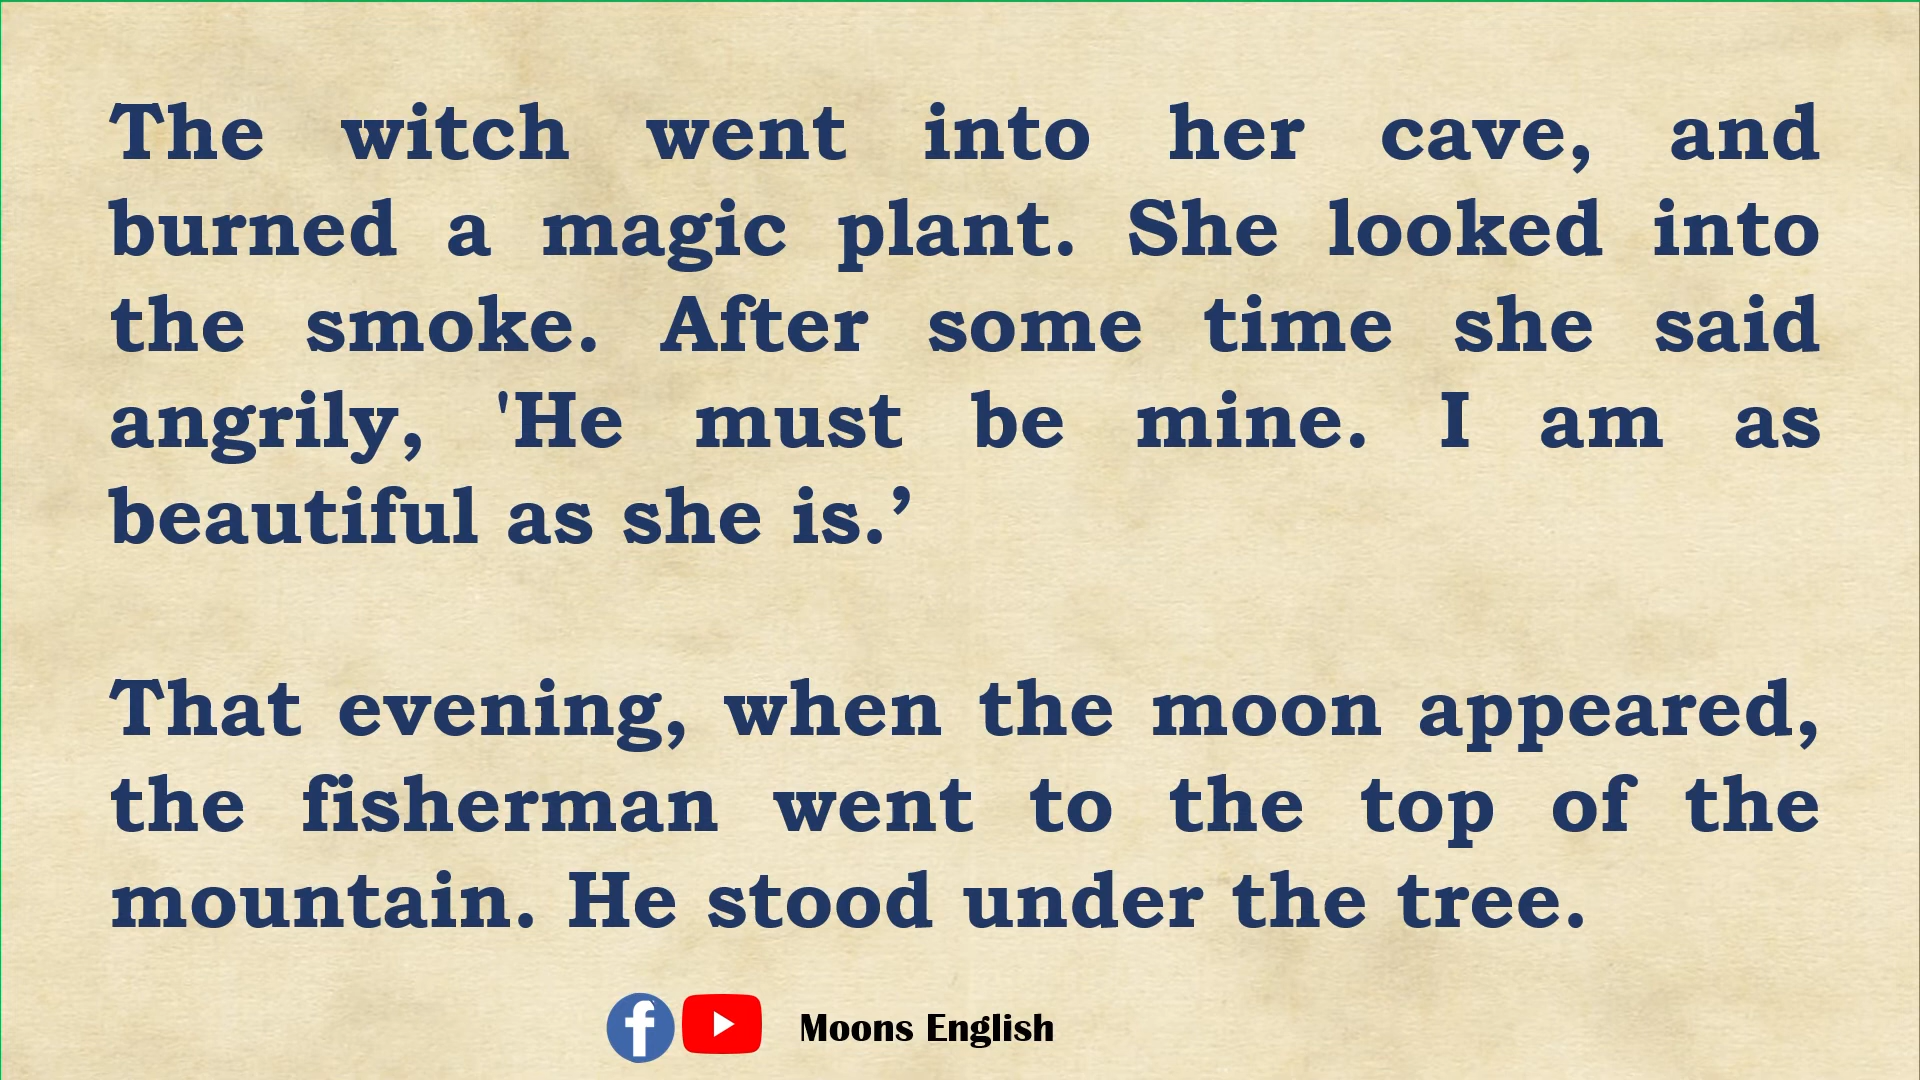 The witch went into her cave, and
burned a magic plant. She looked into
the smoke. After some time she said
angrily, 'He must be mine. I am as
beautiful as she is.’
That evening, when the moon appeared,
the fisherman went to the top of the
mountain. He stood under the tree.
f Moons English